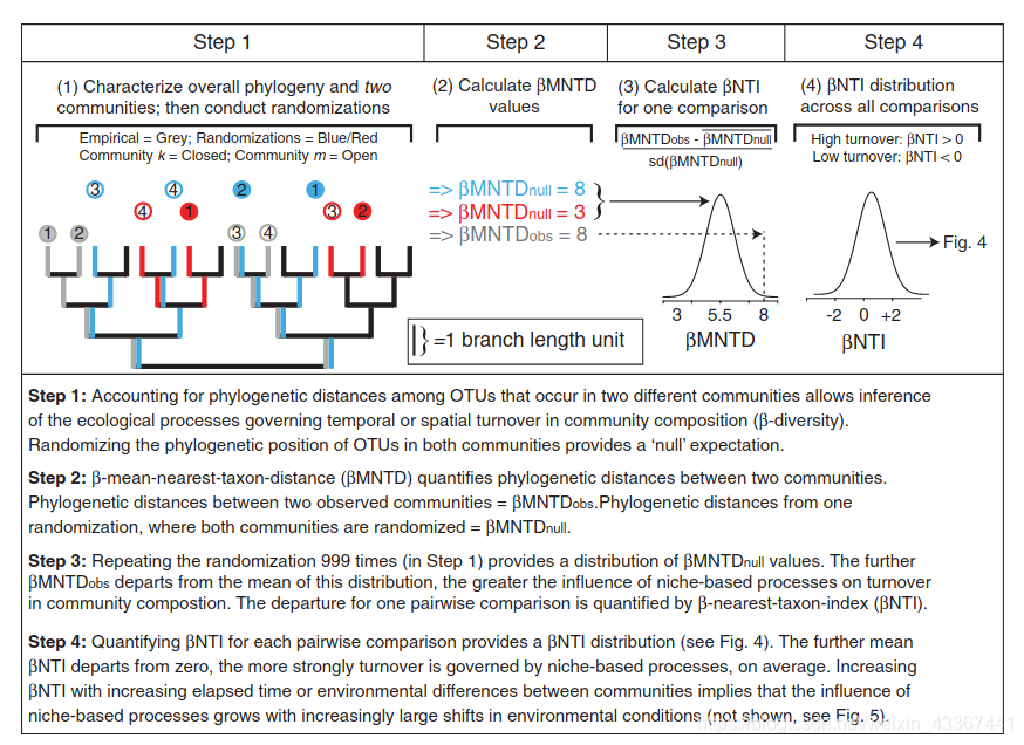 Step 1
Step 2
Step 3
Step 4
(1) Characterize overall phylogeny and two
communities; then conduct randomizations
Empirical = Grey; Randomizations = Blue/Red
Community k = Closed; Community m = Open
3
4
2
1
4
1
3
2
1
2
3
4
(2) Calculate βMNTD
values
=> βMNTDnull = 8
=> βMNTDnull = 3
=> βMNTDobs = 8
=1 branch length unit
(3) Calculate βNTI
for one comparison
βMNTDobs - βMNTDnull
sd(βMNTDnull)
3 5.5 8
βMNTD
(4) βNTI distribution
across all comparisons
High turnover: βNTI > 0
Low turnover: βNTI < 0
Fig. 4
-2 0 +2
βNTI
Step 1: Accounting for phylogenetic distances among OTUs that occur in two different communities allows inference
of the ecological processes governing temporal or spatial turnover in community composition (β-diversity).
Randomizing the phylogenetic position of OTUs in both communities provides a ‘null’ expectation.
Step 2: β-mean-nearest-taxon-distance (βMNTD) quantifies phylogenetic distances between two communities.
Phylogenetic distances between two observed communities = βMNTDobs.Phylogenetic distances from one
randomization, where both communities are randomized = βMNTDnull.
Step 3: Repeating the randomization 999 times (in Step 1) provides a distribution of βMNTDnull values. The further
βMNTDobs departs from the mean of this distribution, the greater the influence of niche-based processes on turnover
in community compostion. The departure for one pairwise comparison is quantified by β-nearest-taxon-index (βNTI).
Step 4: Quantifying βNTI for each pairwise comparison provides a βNTI distribution (see Fig. 4). The further mean
βNTI departs from zero, the more strongly turnover is governed by niche-based processes, on average. Increasing
βNTI with increasing elapsed time or environmental differences between communities implies that the influence of
niche-based processes grows with increasingly large shifts in environmental conditions (not shown, see Fig. 5).
https://blog.csdn.net/weixin_43367441